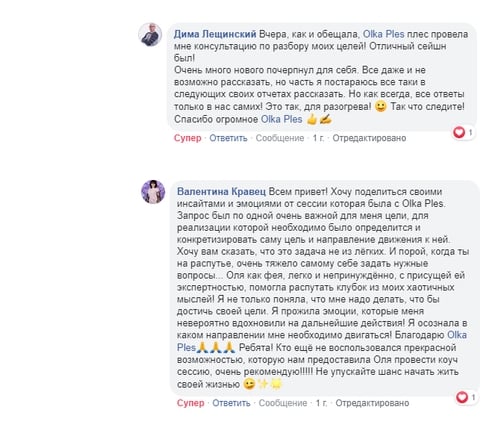 Дима Лещинский Вчера, как и обещала, Olka Ples плес провела
мне консультацию по разбору моих целей! Отличный сейшн
был!
Очень много нового почерпнул для себя. Все даже и не
возможно рассказать, но часть я постараюсь все таки в
следующих своих отчетах рассказать. Но как всегда, все ответы
только в нас самих! Это так, для разогрева! 😀 Так что следите!
Спасибо огромное Olka Ples 👍✍
1
Супер · Ответить · Сообщение · 1 г. · Отредактировано
Валентина Кравец Всем привет! Хочу поделиться своими
инсайтами и эмоциями от сессии которая была с Olka Ples.
Запрос был по одной очень важной для меня цели, для
реализации которой необходимо было определится и
конкретизировать саму цель и направление движения к ней.
Хочу вам сказать, что это задача не из лёгких. И порой, когда ты
на распутье, очень тяжело самому себе задать нужные
вопросы... Оля как фея, легко и непринуждённо, с присущей ей
экспертностью, помогла распутать клубок из моих хаотичных
мыслей! Я не только поняла, что мне надо делать, что бы
достичь своей цели. Я прожила эмоции, которые меня
невероятно вдохновили на дальнейшие действия! Я осознала в
каком направлении мне необходимо двигаться! Благодарю Olka
Ples🙏🙏🙏 Ребята! Кто ещё не воспользовался прекрасной
возможностью, которую нам предоставила Оля провести коуч
сессию, очень рекомендую!!!!! Не упускайте шанс начать жить
своей жизнью 😉✨🌟
1
Супер · Ответить · Сообщение · 1 г. · Отредактировано